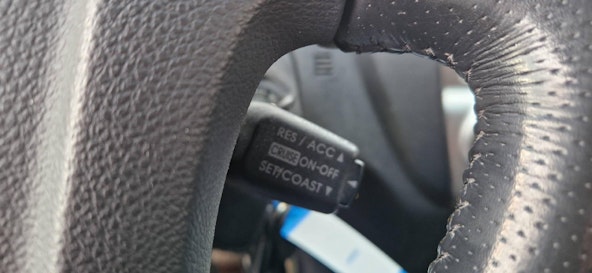 RES / ACC ▲
CRUISE ON-OFF
SET/COAST ▼